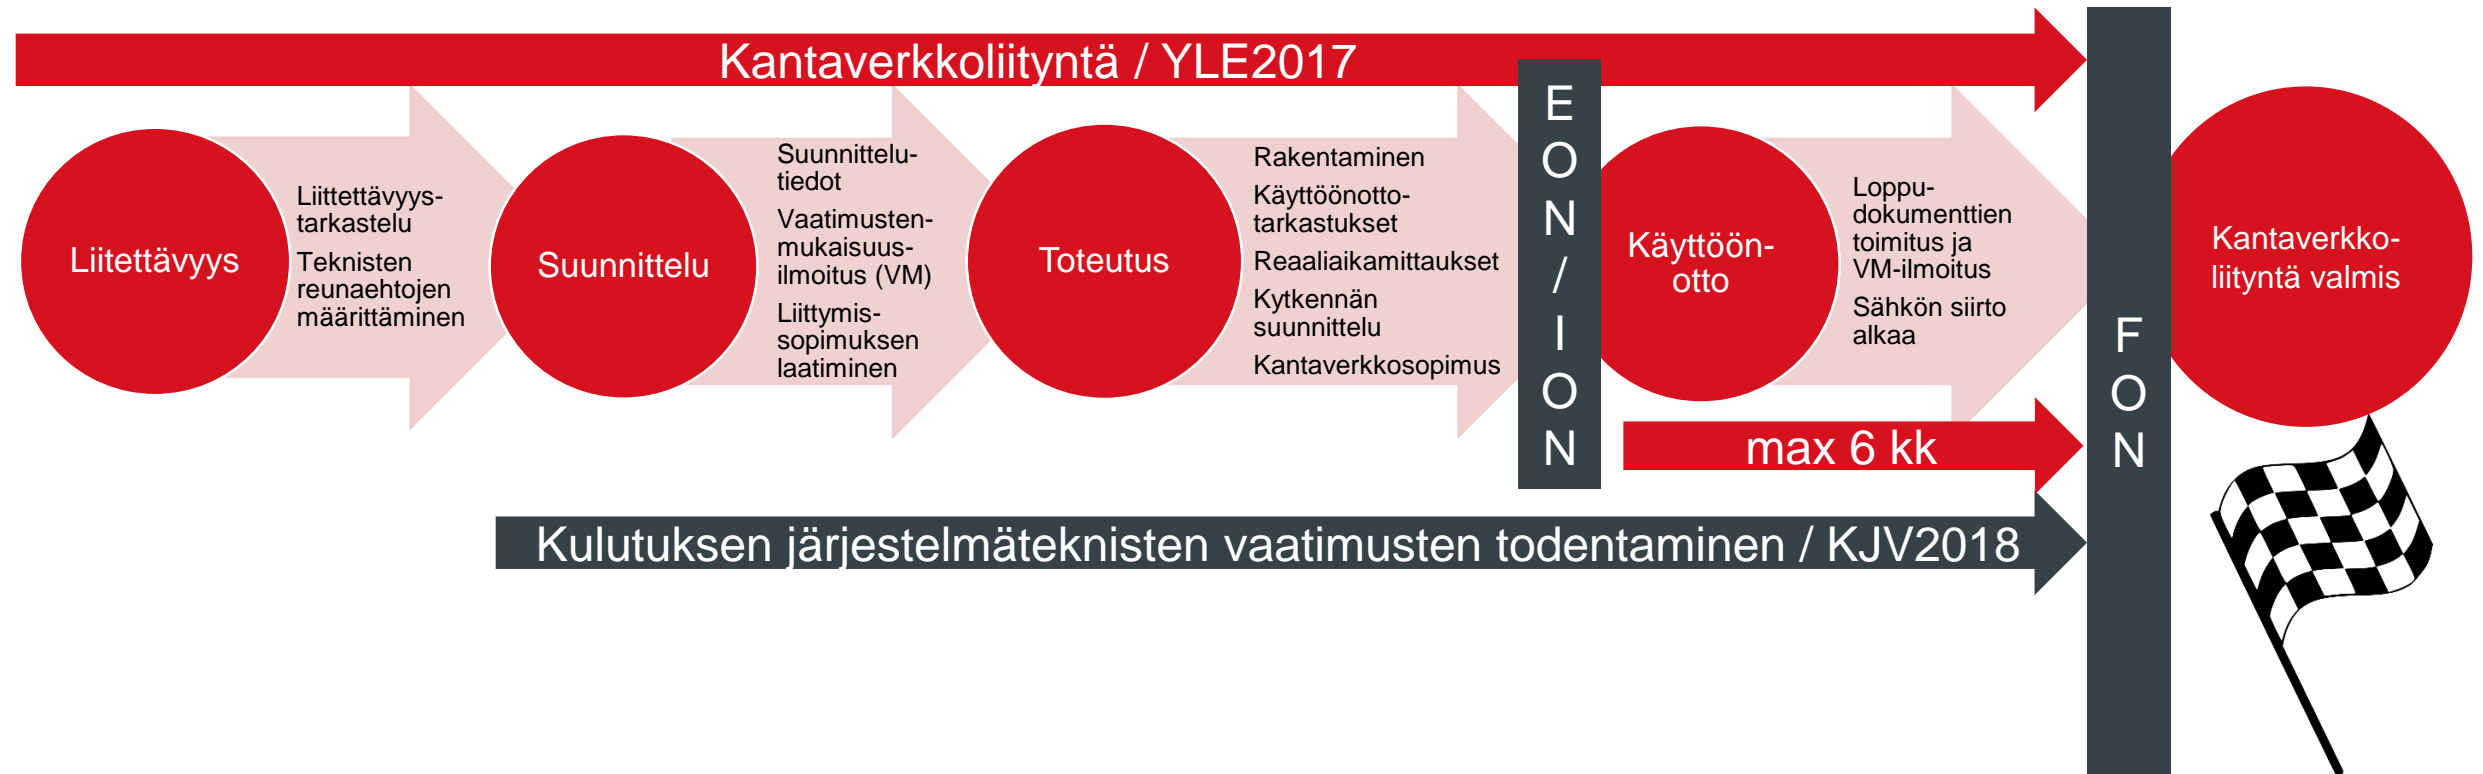 Kantaverkkoliityntä / YLE2017
Liitettävyys
Liittettävyys-
tarkastelu
Teknisten
reunaehtojen
määrittäminen
Suunnittelu
Suunnittelu-
tiedot
Vaatimusten-
mukaisuus-
ilmoitus (VM)
Liittymis-
sopimuksen
laatiminen
Toteutus
Rakentaminen
Käyttöönotto-
tarkastukset
Reaaliaikamittaukset
Kytkennän
suunnittelu
Kantaverkkosopimus
E
O
N
/
I
O
N
Käyttöön-
otto
Loppu-
dokumenttien
toimitus ja
VM-ilmoitus
Sähkön siirto
alkaa
F
O
N
Kantaverkko-
liityntä valmis
max 6 kk
Kulutuksen järjestelmäteknisten vaatimusten todentaminen / KJV2018